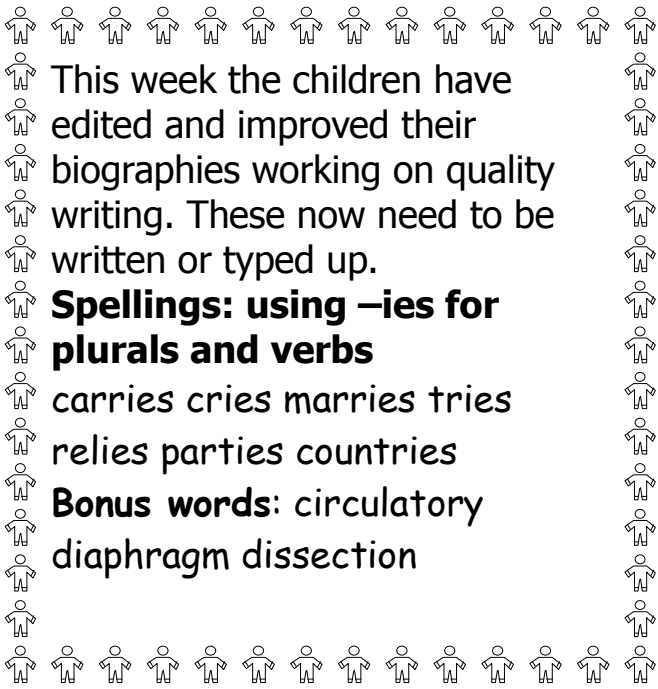 This week the children have
edited and improved their
biographies working on quality
writing. These now need to be
written or typed up.
Spellings: using –ies for
plurals and verbs
carries cries marries tries
relies parties countries
Bonus words: circulatory
diaphragm dissection